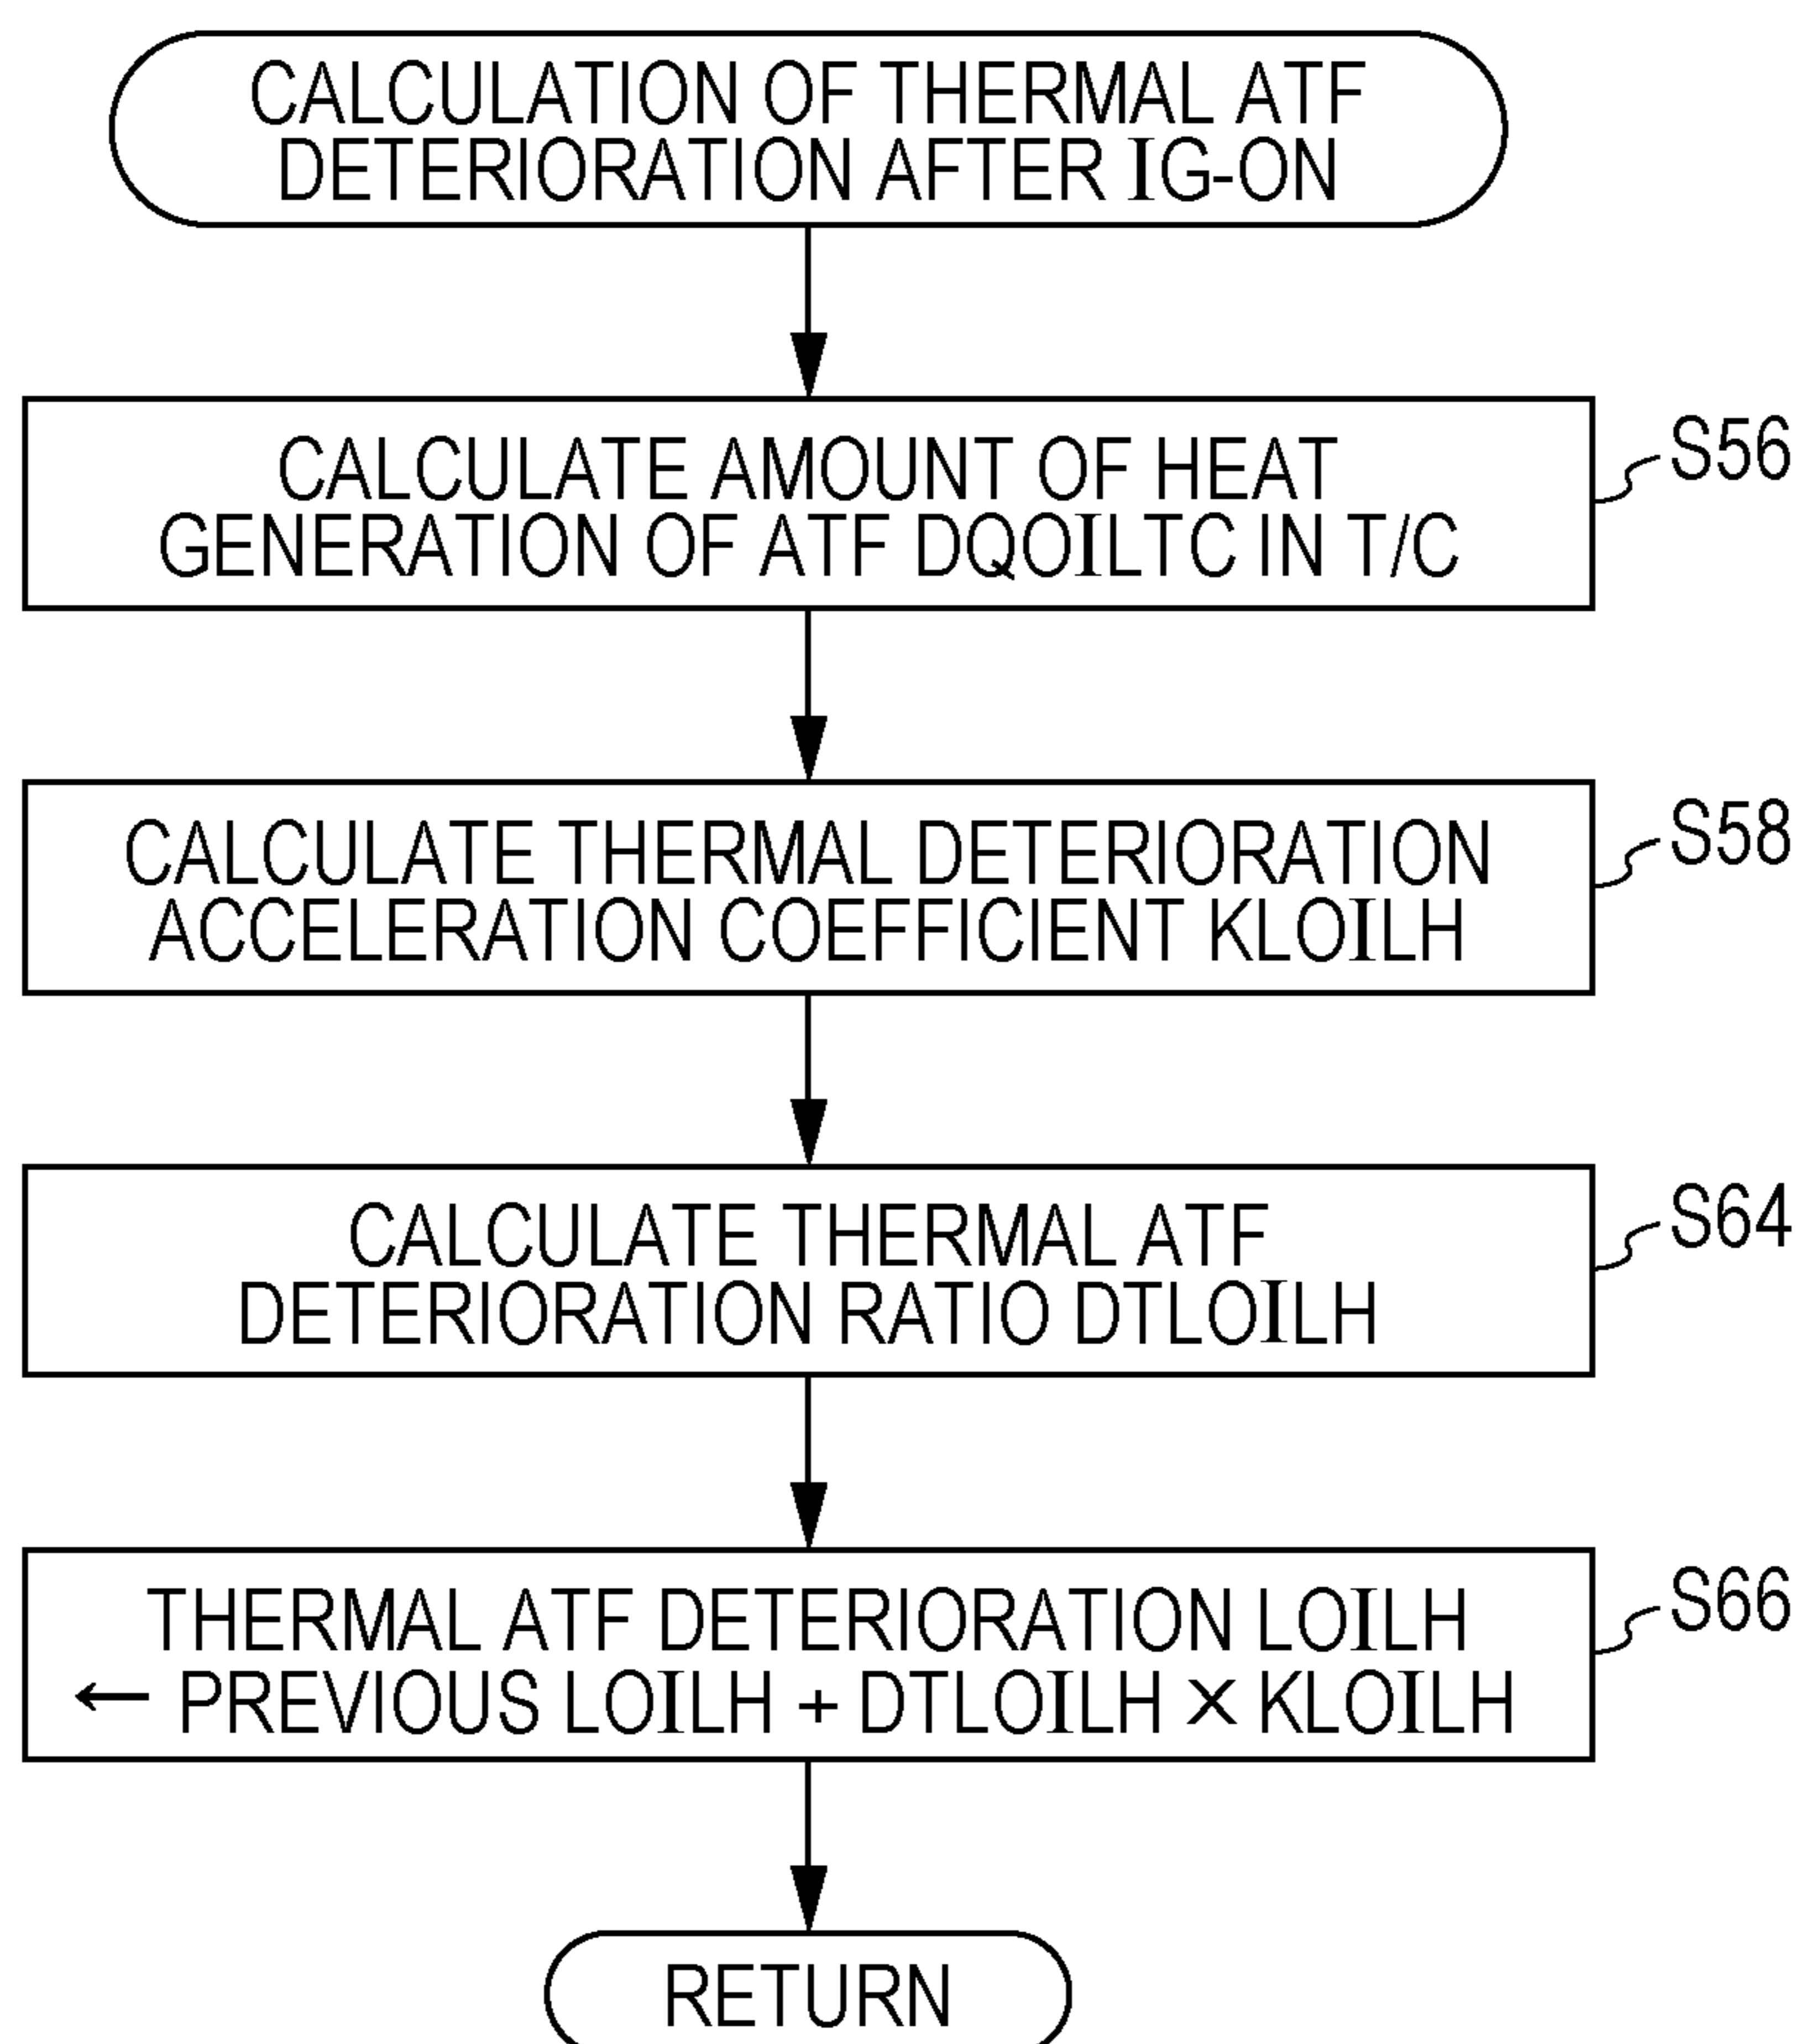 CALCULATION OF THERMAL ATF
DETERIORATION AFTER IG-ON
CALCULATE AMOUNT OF HEAT
GENERATION OF ATF DQOILTC IN T/C
S56
CALCULATE THERMAL DETERIORATION
ACCELERATION COEFFICIENT KLOILH
S58
CALCULATE THERMAL ATF
DETERIORATION RATIO DTLOILH
S64
THERMAL ATF DETERIORATION LOILH
← PREVIOUS LOILH + DTLOILH × KLOILH
S66
RETURN